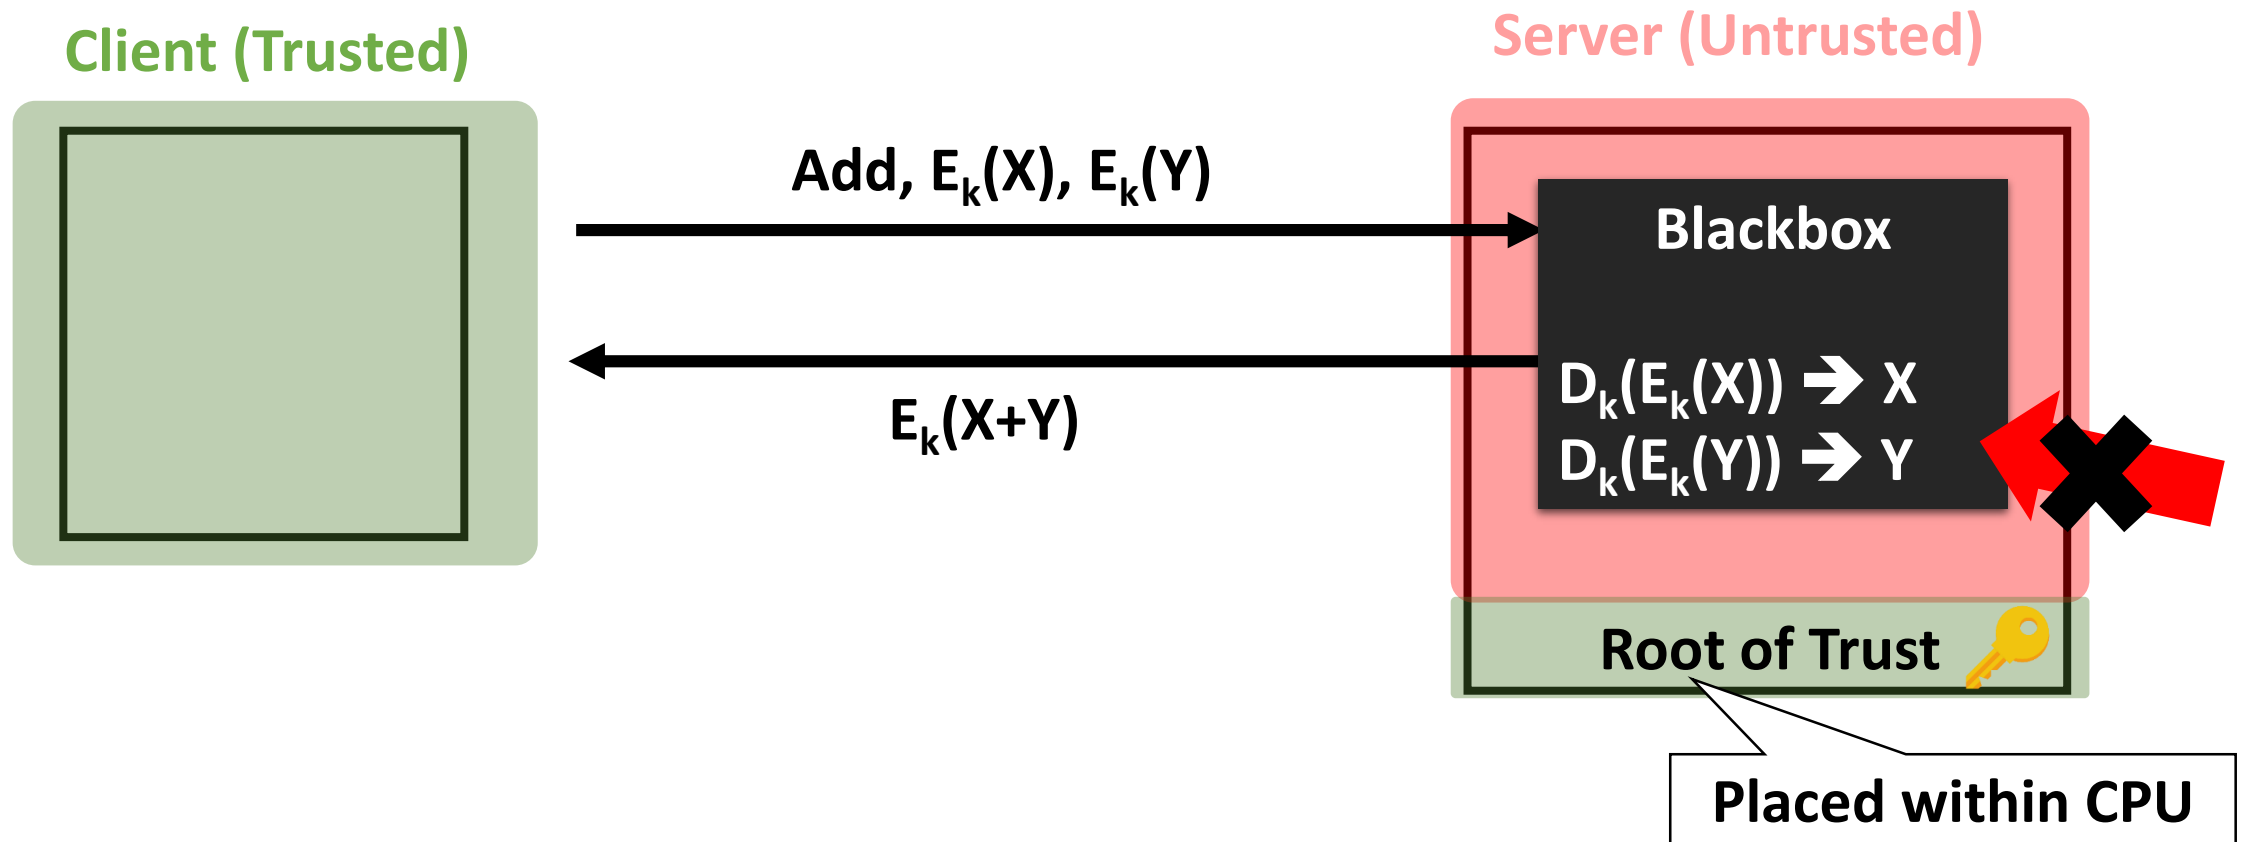 Client (Trusted)
Server (Untrusted)
Add, Ek(X), Ek(Y)
Blackbox
Dk(Ek(X)) 🡺 X
Dk(Ek(Y)) 🡺 Y
Ek(X+Y)
Root of Trust
Placed within CPU